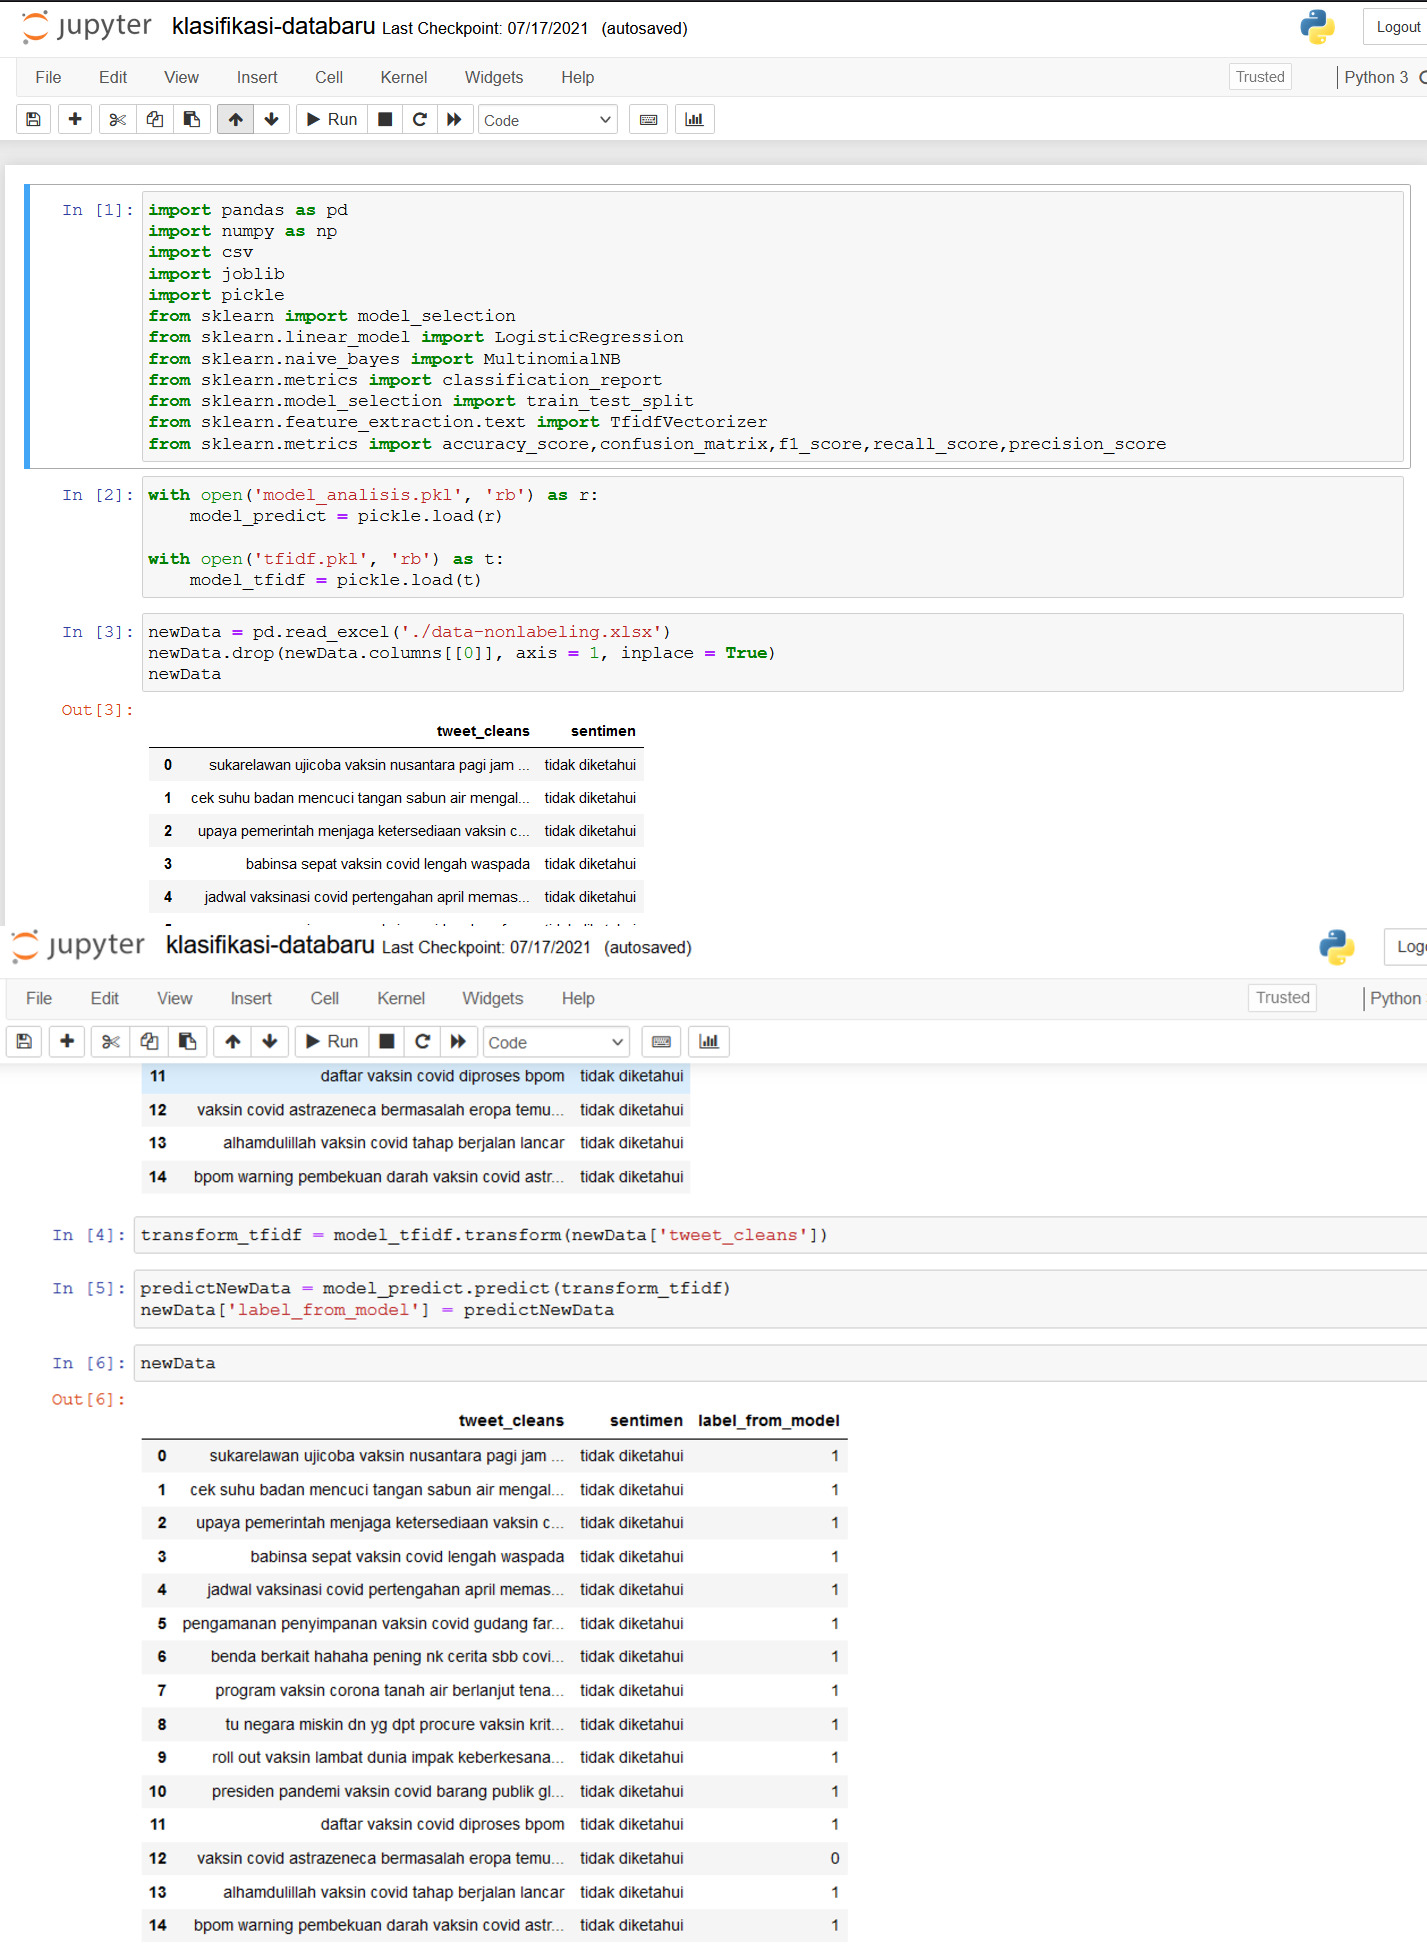 jupyter klasifikasi-databaru Last Checkpoint: 07/17/2021 (autosaved) Logout
File Edit View Insert Cell Kernel Widgets Help Trusted Python 3
Run Code
In [1]: import pandas as pd
import numpy as np
import csv
import joblib
import pickle
from sklearn import model_selection
from sklearn.linear_model import LogisticRegression
from sklearn.naive_bayes import MultinomialNB
from sklearn.metrics import classification_report
from sklearn.model_selection import train_test_split
from sklearn.feature_extraction.text import TfidfVectorizer
from sklearn.metrics import accuracy_score,confusion_matrix,f1_score,recall_score,precision_score
In [2]: with open('model_analisis.pkl', 'rb') as r:
model_predict = pickle.load(r)
with open('tfidf.pkl', 'rb') as t:
model_tfidf = pickle.load(t)
In [3]: newData = pd.read_excel('./data-nonlabeling.xlsx')
newData.drop(newData.columns[[0]], axis = 1, inplace = True)
newData
Out[3]:
tweet_cleans sentimen
0 sukarelawan ujicoba vaksin nusantara pagi jam ... tidak diketahui
1 cek suhu badan mencuci tangan sabun air mengal... tidak diketahui
2 upaya pemerintah menjaga ketersediaan vaksin c... tidak diketahui
3 babinsa sepat vaksin covid lengah waspada tidak diketahui
4 jadwal vaksinasi covid pertengahan april memas... tidak diketahui
jupyter klasifikasi-databaru Last Checkpoint: 07/17/2021 (autosaved) Logo
File Edit View Insert Cell Kernel Widgets Help Trusted Python
Run Code
11 daftar vaksin covid diproses bpom tidak diketahui
12 vaksin covid astrazeneca bermasalah eropa temu... tidak diketahui
13 alhamdulillah vaksin covid tahap berjalan lancar tidak diketahui
14 bpom warning pembekuan darah vaksin covid astr... tidak diketahui
In [4]: transform_tfidf = model_tfidf.transform(newData['tweet_cleans'])
In [5]: predictNewData = model_predict.predict(transform_tfidf)
newData['label_from_model'] = predictNewData
In [6]: newData
Out[6]:
tweet_cleans sentimen label_from_model
0 sukarelawan ujicoba vaksin nusantara pagi jam ... tidak diketahui 1
1 cek suhu badan mencuci tangan sabun air mengal... tidak diketahui 1
2 upaya pemerintah menjaga ketersediaan vaksin c... tidak diketahui 1
3 babinsa sepat vaksin covid lengah waspada tidak diketahui 1
4 jadwal vaksinasi covid pertengahan april memas... tidak diketahui 1
5 pengamanan penyimpanan vaksin covid gudang far... tidak diketahui 1
6 benda berkait hahaha pening nk cerita sbb covi... tidak diketahui 1
7 program vaksin corona tanah air berlanjut tena... tidak diketahui 1
8 tu negara miskin dn yg dpt procure vaksin krit... tidak diketahui 1
9 roll out vaksin lambat dunia impak keberkesana... tidak diketahui 1
10 presiden pandemi vaksin covid barang publik gl... tidak diketahui 1
11 daftar vaksin covid diproses bpom tidak diketahui 1
12 vaksin covid astrazeneca bermasalah eropa temu... tidak diketahui 0
13 alhamdulillah vaksin covid tahap berjalan lancar tidak diketahui 1
14 bpom warning pembekuan darah vaksin covid astr... tidak diketahui 1